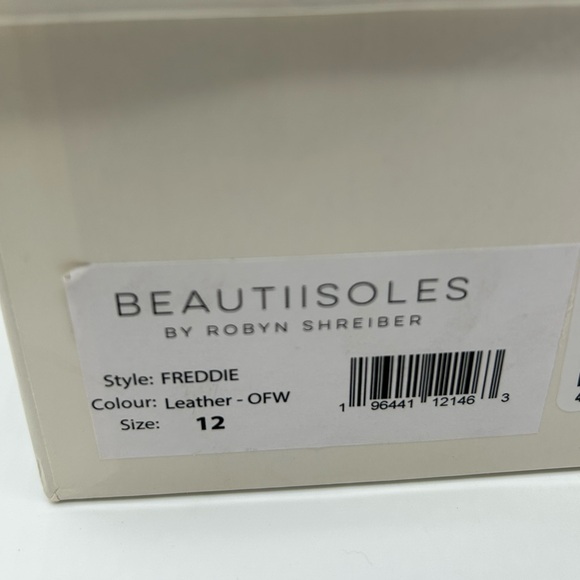 BEAUTIISOLES
BY ROBYN SHREIBER
Style: FREDDIE
Colour: Leather - OFW
Size: 12
1 96441 12146 3